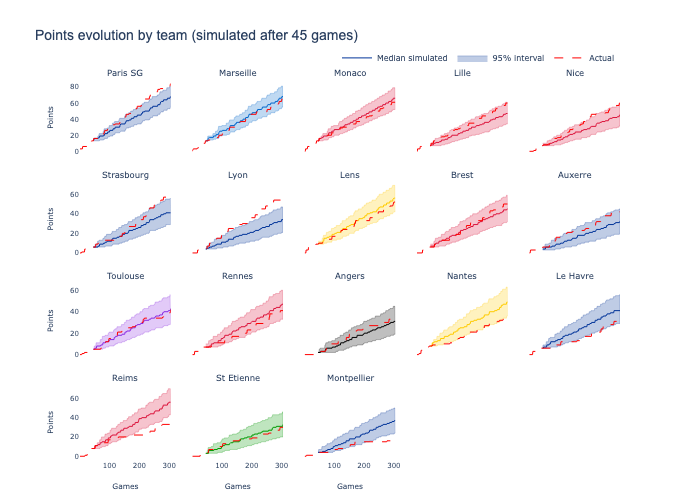 Points evolution by team (simulated after 45 games)
Median simulated 95% interval Actual
Paris SG Marseille Monaco Lille Nice
80
60
40
20
0
Points
Strasbourg Lyon Lens Brest Auxerre
60
40
20
0
Points
Toulouse Rennes Angers Nantes Le Havre
60
40
20
0
Points
Reims St Etienne Montpellier
60
40
20
0
Points
100 200 300 100 200 300 100 200 300
Games Games Games